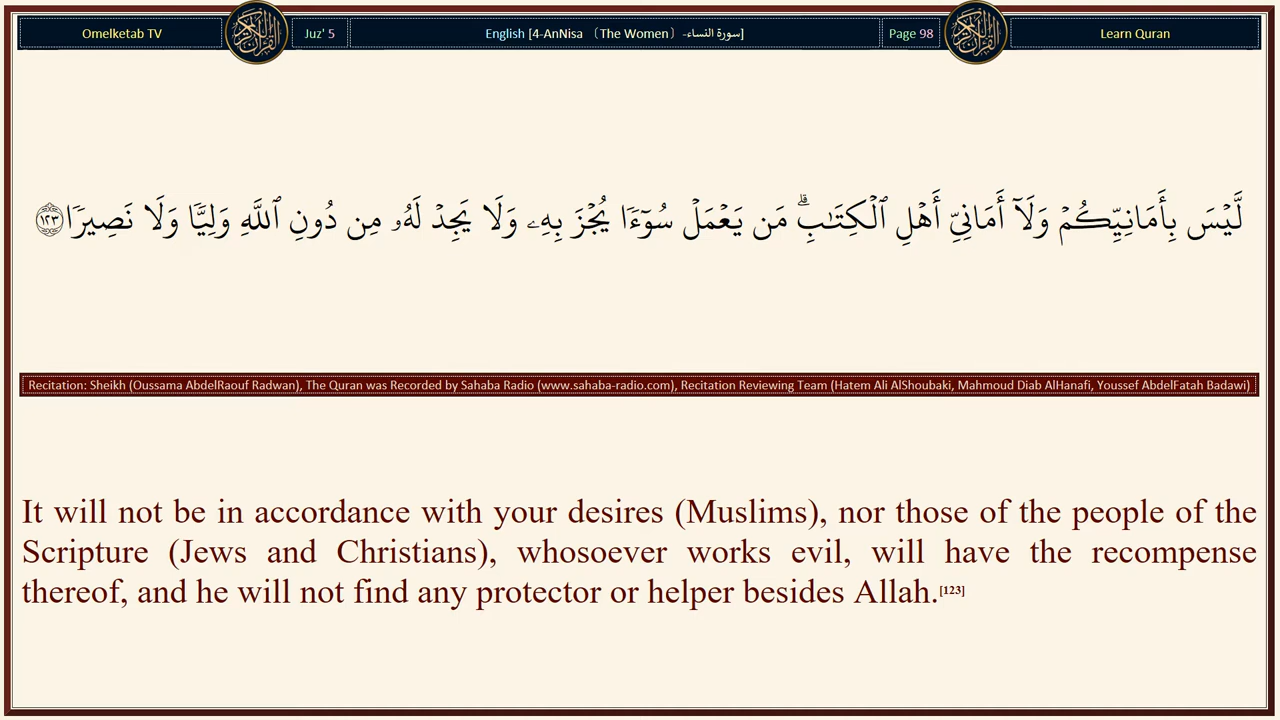 Omelketab TV
Juz' 5
English [4-AnNisa （The Women）-سورة النساء]
Page 98
Learn Quran
لَّيۡسَ بِأَمَانِيِّكُمۡ وَلَآ أَمَانِيِّ أَهۡلِ ٱلۡكِتَٰبِۗ مَن يَعۡمَلۡ سُوٓءٗا يُجۡزَ بِهِۦ وَلَا يَجِدۡ لَهُۥ مِن دُونِ ٱللَّهِ وَلِيّٗا وَلَا نَصِيرٗا ١٢٣
Recitation: Sheikh (Oussama AbdelRaouf Radwan), The Quran was Recorded by Sahaba Radio (www.sahaba-radio.com), Recitation Reviewing Team (Hatem Ali AlShoubaki, Mahmoud Diab AlHanafi, Youssef AbdelFatah Badawi)
It will not be in accordance with your desires (Muslims), nor those of the people of the
Scripture (Jews and Christians), whosoever works evil, will have the recompense
thereof, and he will not find any protector or helper besides Allah.[123]